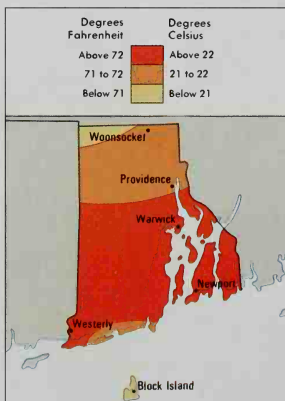 Degrees Fahrenheit
Degrees Celsius
Above 72 Above 22
71 to 72 21 to 22
Below 71 Below 21
Woonsocket
Providence
Warwick
Newport
Westerly
Block Island